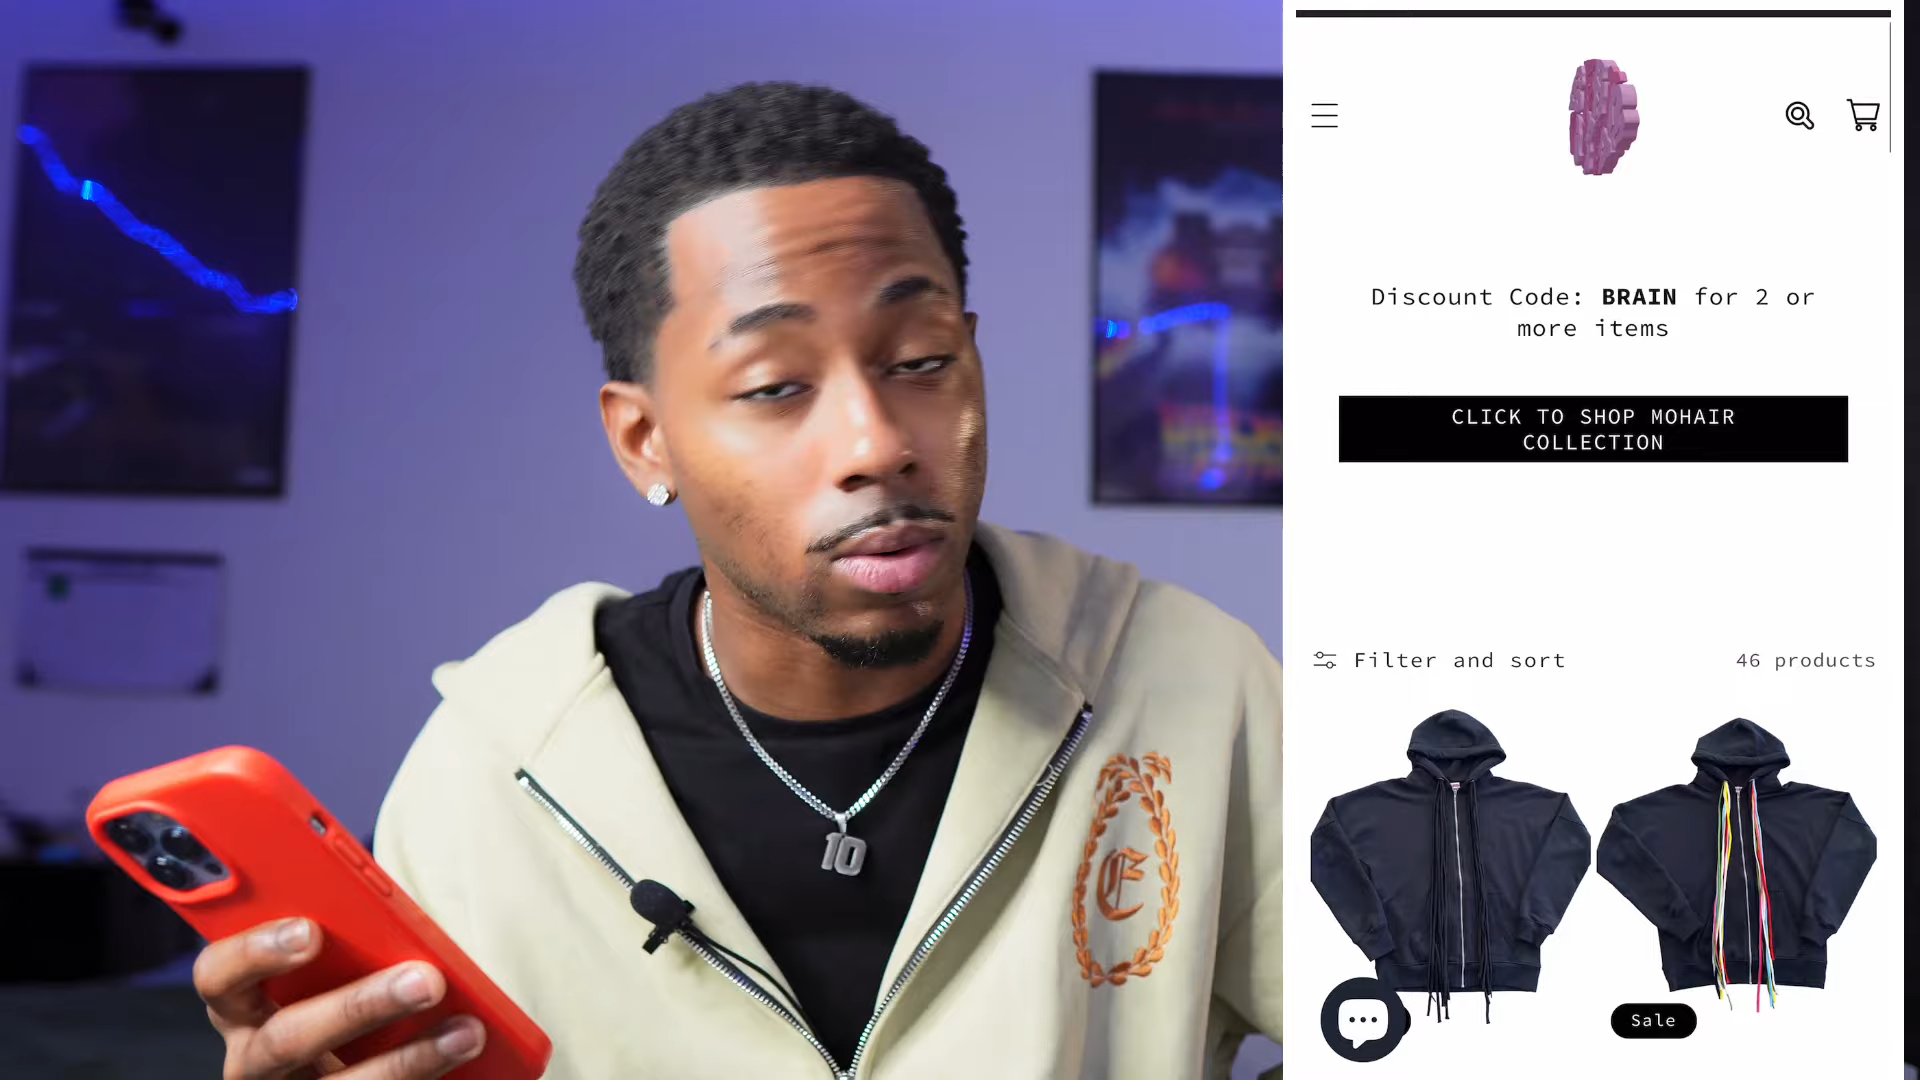 10
E
Discount Code: BRAIN for 2 or
more items
CLICK TO SHOP MOHAIR
COLLECTION
Filter and sort
46 products
Sale